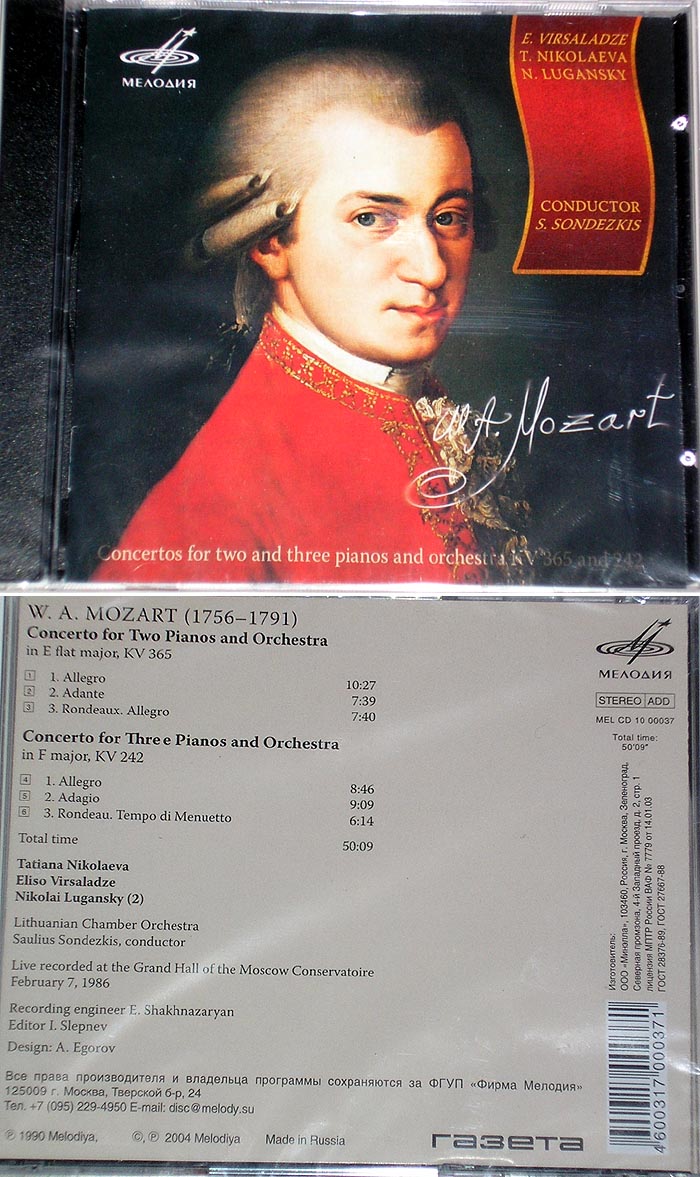 МЕЛОДИЯ
E. VIRSALADZE
T. NIKOLAEVA
N. LUGANSKY
CONDUCTOR
S. SONDEZKIS
W. A. Mozart
Concertos for two and three pianos and orchestra KV 365 and 242
W. A. MOZART (1756–1791)
Concerto for Two Pianos and Orchestra
in E flat major, KV 365
1 1. Allegro 10:27
2 2. Adante 7:39
3 3. Rondeaux. Allegro 7:40
Concerto for Three Pianos and Orchestra
in F major, KV 242
4 1. Allegro 8:46
5 2. Adagio 9:09
6 3. Rondeau. Tempo di Menuetto 6:14
Total time 50:09
Tatiana Nikolaeva
Eliso Virsaladze
Nikolai Lugansky (2)
Lithuanian Chamber Orchestra
Saulius Sondezkis, conductor
Live recorded at the Grand Hall of the Moscow Conservatoire
February 7, 1986
Recording engineer E. Shakhnazaryan
Editor I. Slepnev
Design: A. Egorov
Все права производителя и владельца программы сохраняются за ФГУП «Фирма Мелодия»
125009 г. Москва, Тверской б-р, 24
Тел. +7 (095) 229-4950 E-mail: disc@melody.su
℗ 1990 Melodiya, ©, ℗ 2004 Melodiya Made in Russia
газета
МЕЛОДИЯ
STEREO ADD
MEL CD 10 00037
Total time:
50'09"
Изготовитель:
ООО «Миопла», 103460, Россия, г. Москва, Зеленоград,
Северная промзона, 4-й Западный проезд, д. 2, стр. 1
лицензия МПТР России ВАФ № 7779 от 14.01.03
ГОСТ 28376-89, ГОСТ 27667-88
4600317000371